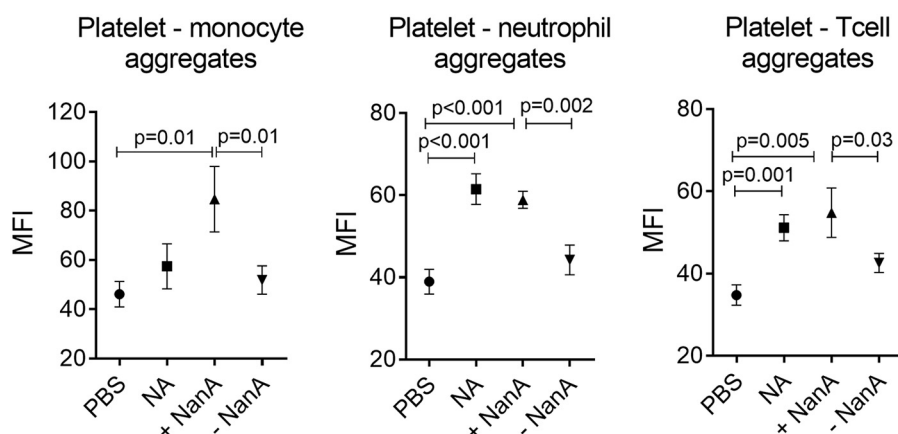 Platelet - monocyte
aggregates
MFI
120
100
80
60
40
20
p=0.01
p=0.01
PBS
NA
+ NanA
- NanA
Platelet - neutrophil
aggregates
MFI
80
60
40
20
p<0.001
p=0.002
p<0.001
PBS
NA
+ NanA
- NanA
Platelet - Tcell
aggregates
MFI
80
60
40
20
p=0.005
p=0.03
p=0.001
PBS
NA
+ NanA
- NanA